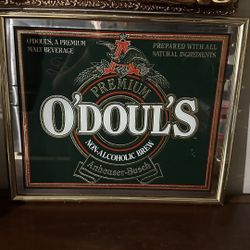 O'DOUL'S, A PREMIUM
MALT BEVERAGE
PREPARED WITH ALL
NATURAL INGREDIENTS
PREMIUM
O'DOUL'S
NON-ALCOHOLIC BREW
Anheuser-Busch